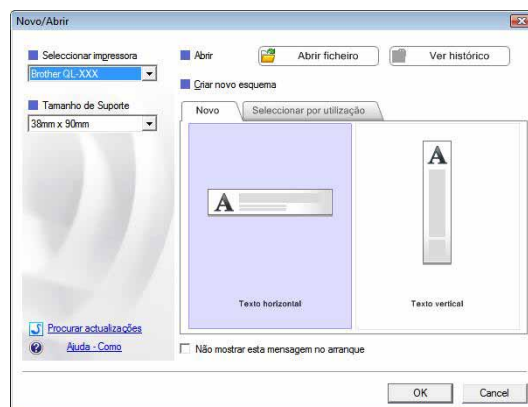 Novo/Abrir
Seleccionar impressora
Brother QL-XXX
Tamanho de Suporte
38mm x 90mm
Procurar actualizações
Ajuda - Como
Abrir
Abrir ficheiro
Ver histórico
Criar novo esquema
Novo
Seleccionar por utilização
A
Texto horizontal
A
Texto vertical
Não mostrar esta mensagem no arranque
OK
Cancel